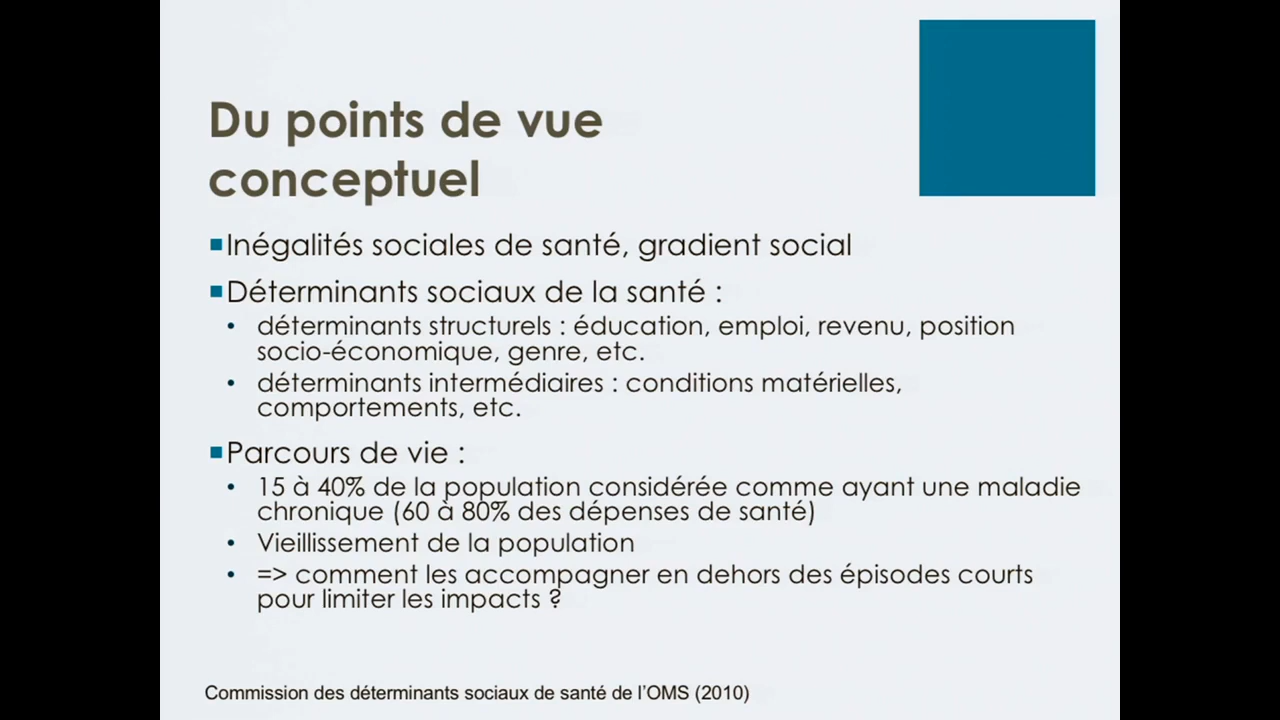 Du points de vue
conceptuel
Inégalités sociales de santé, gradient social
Déterminants sociaux de la santé :
• déterminants structurels : éducation, emploi, revenu, position
socio-économique, genre, etc.
• déterminants intermédiaires : conditions matérielles,
comportements, etc.
Parcours de vie :
• 15 à 40% de la population considérée comme ayant une maladie
chronique (60 à 80% des dépenses de santé)
• Vieillissement de la population
• => comment les accompagner en dehors des épisodes courts
pour limiter les impacts ?
Commission des déterminants sociaux de santé de l'OMS (2010)